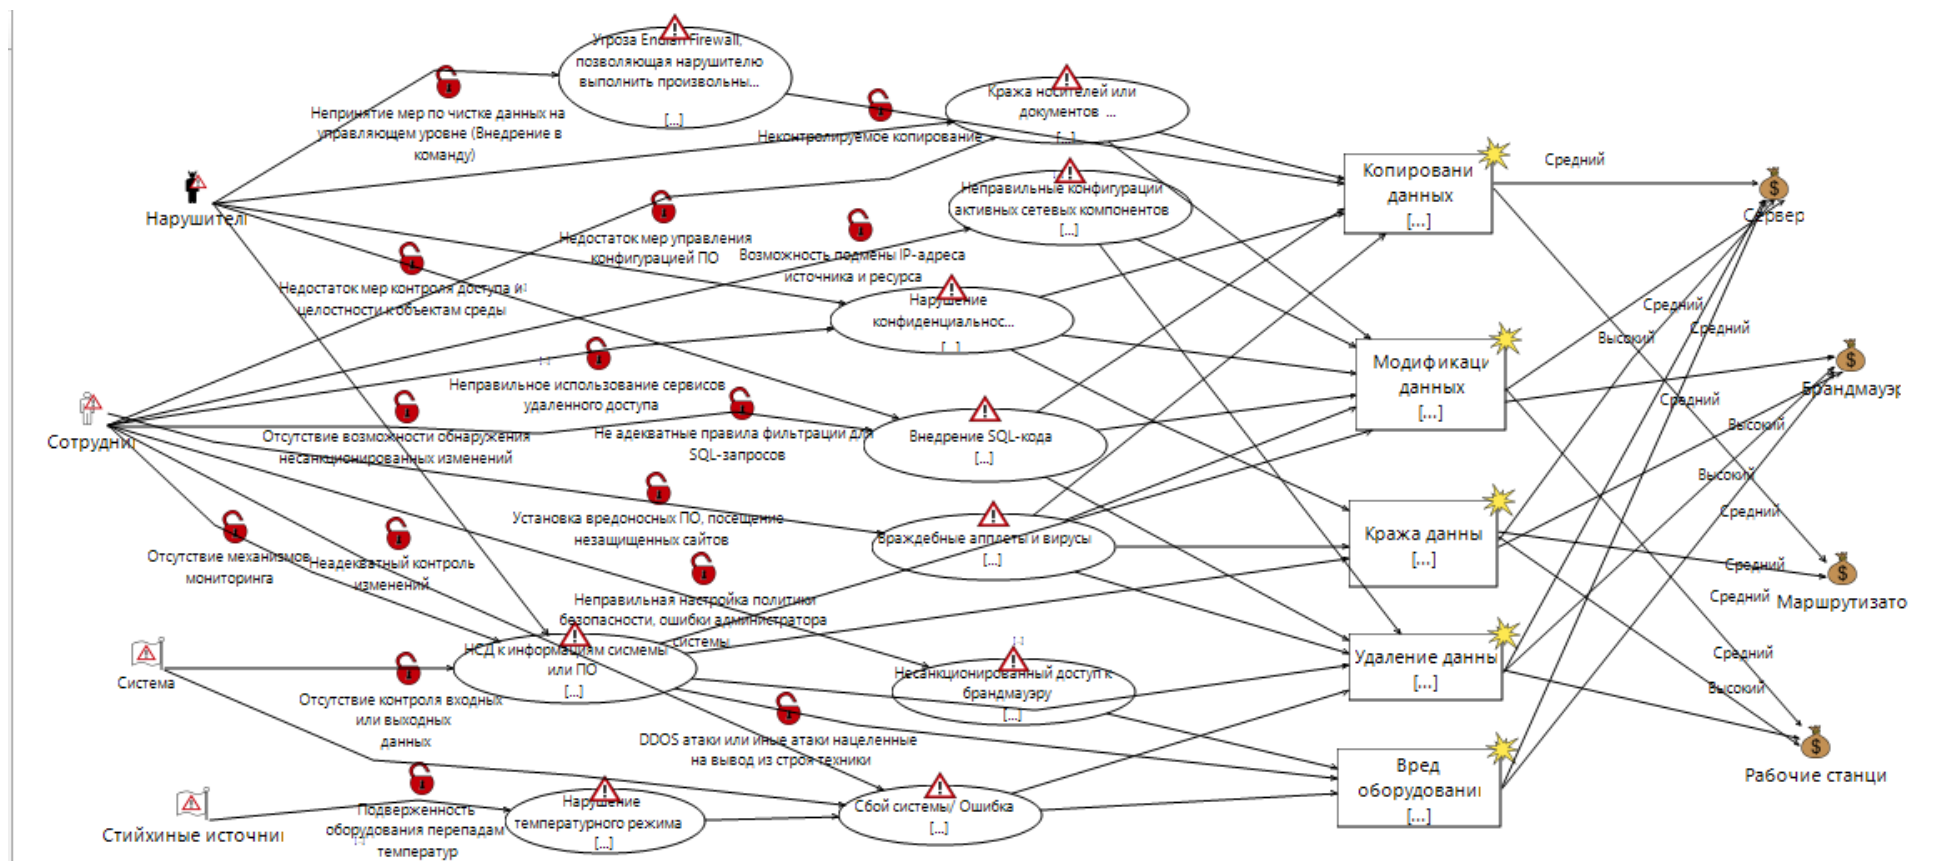 Угроза Endian Firewall,
позволяющая нарушителю
выполнить произвольны...
[...]
Непринятие мер по чистке данных на
управляющем уровне (Внедрение в
команду)
Кража носителей или
документов ...
[...]
Неконтролируемое копирование
Нарушител
Неправильные конфигурации
активных сетевых компонентов
[...]
Копировани
данных
[...]
Средний
Сервер
Недостаток мер управления
конфигурацией ПО
Возможность подмены IP-адреса
источника и ресурса
Недостаток мер контроля доступа и
целостности к объектам среды
Нарушение
конфиденциальнос...
[...]
Средний
Средний
Высокий
Модификаци
данных
[...]
Брандмауэр
Неправильное использование сервисов
удаленного доступа
Средний
Высокий
Сотрудни
Отсутствие возможности обнаружения
несанкционированных изменений
Не адекватные правила фильтрации для
SQL-запросов
Внедрение SQL-кода
[...]
Высокий
Средний
Установка вредоносных ПО, посещение
незащищенных сайтов
Враждебные апплеты и вирусы
[...]
Кража данны
[...]
Средний
Средний
Маршрутизато
Отсутствие механизмов
мониторинга
Неадекватный контроль
изменений
Неправильная настройка политики
безопасности, ошибки администратора
системы
НСД к информациям сисмемы
или ПО
[...]
Удаление данны
[...]
Средний
Высокий
Система
Несанкционированный доступ к
брандмауэру
[...]
Отсутствие контроля входных
или выходных
данных
DDOS атаки или иные атаки нацеленные
на вывод из строя техники
Вред
оборудовани
[...]
Рабочие станци
Стийхиные источни
Подверженность
оборудования перепадам
температур
Нарушение
температурного режима
[...]
Сбой системы/ Ошибка
[...]